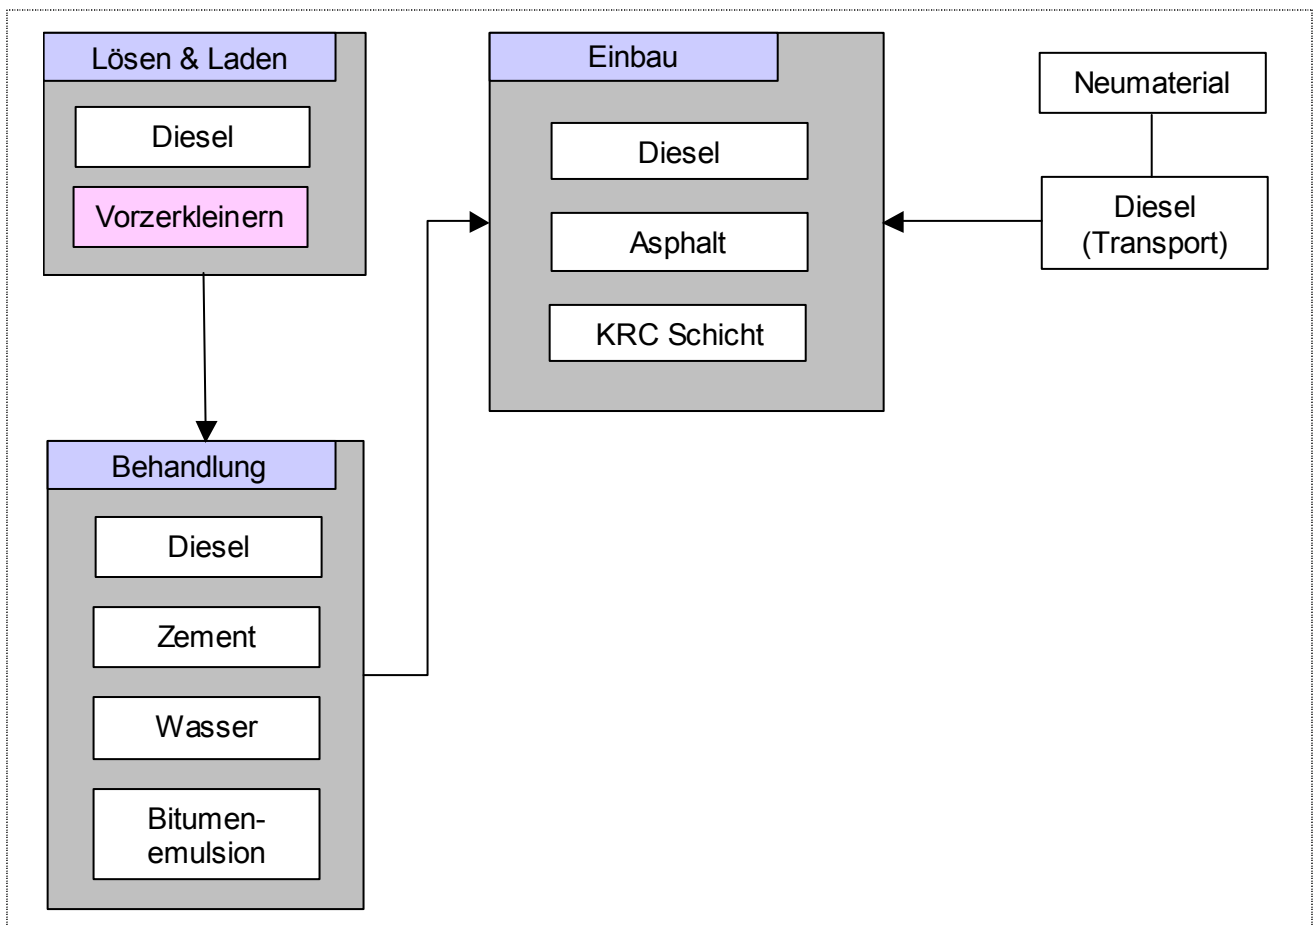 Lösen & Laden
Diesel
Vorzerkleinern
Behandlung
Diesel
Zement
Wasser
Bitumen-
emulsion
Einbau
Diesel
Asphalt
KRC Schicht
Neumaterial
Diesel
(Transport)